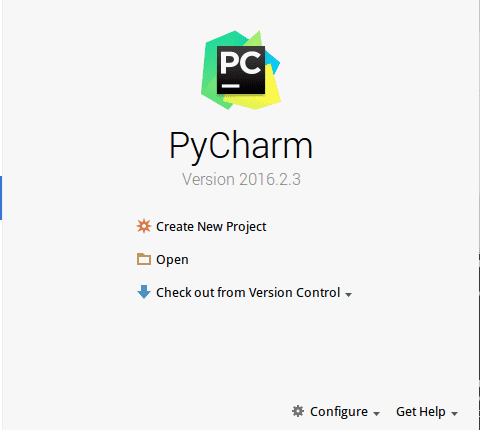 PC
PyCharm
Version 2016.2.3
Create New Project
Open
Check out from Version Control
Configure Get Help